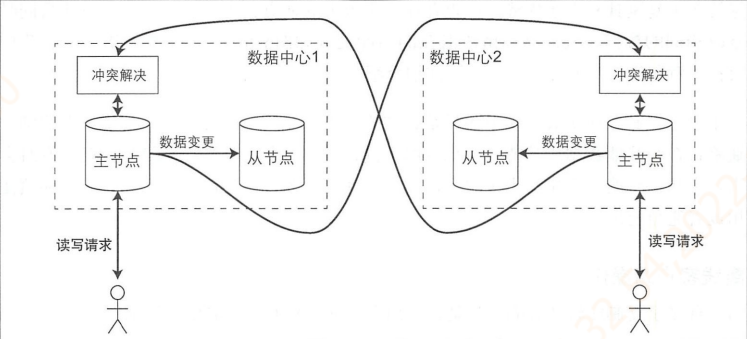 数据中心1
数据中心2
冲突解决
冲突解决
数据变更
数据变更
主节点
从节点
从节点
主节点
读写请求
读写请求